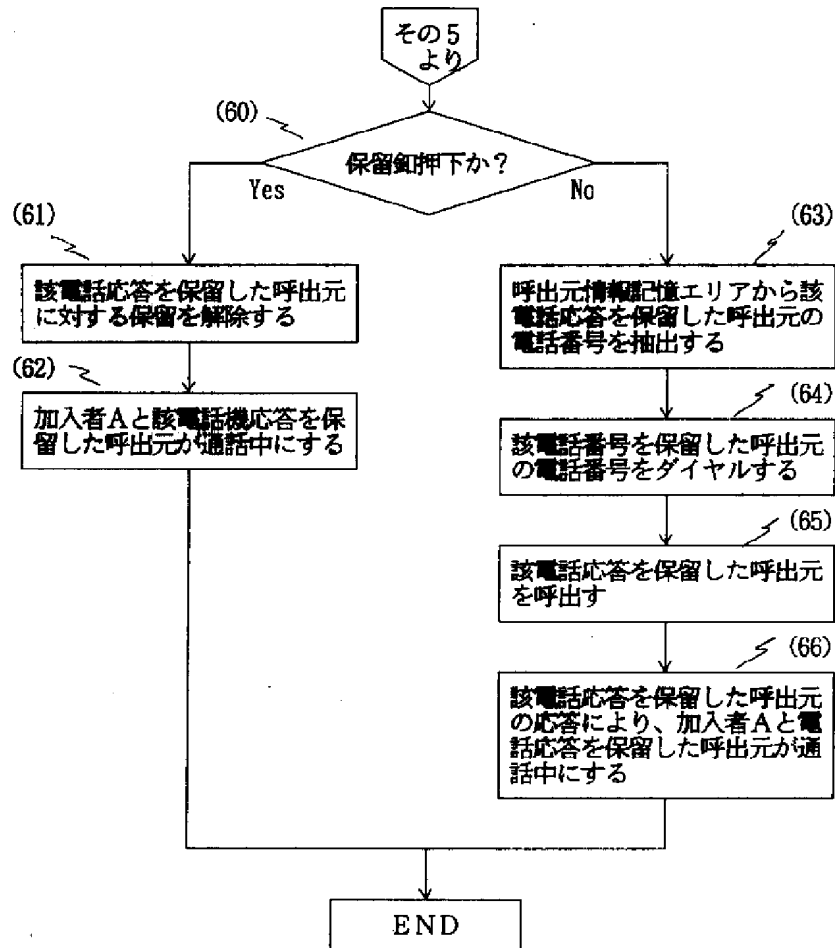 その5
より
(60)
保留釦押下か?
Yes
No
(61)
該電話応答を保留した呼出元
に対する保留を解除する
(62)
加入者Aと該電話機応答を保
留した呼出元が通話中にする
(63)
呼出元情報記憶エリアから該
電話応答を保留した呼出元の
電話番号を抽出する
(64)
該電話番号を保留した呼出元
の電話番号をダイヤルする
(65)
該電話応答を保留した呼出元
を呼出す
(66)
該電話応答を保留した呼出元
の応答により、加入者Aと電
話応答を保留した呼出元が通
話中にする
END